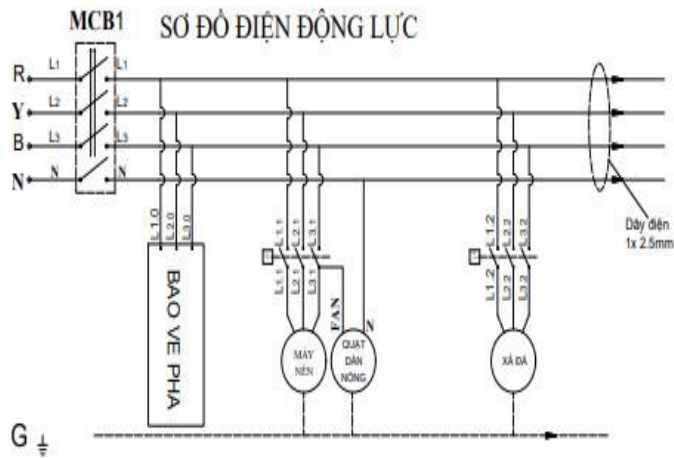 MCB1 SƠ ĐỒ ĐIỆN ĐỘNG LỰC
R L1 L1
Y L2 L2
B L3 L3
N N N
Dây điện
1x 2.5mm
L1.0
L2.0
L3.0
L1.1
L2.1
L3.1
L1.2
L2.2
L3.2
L1.1
L2.1
L3.1
FAN
N
L1.2
L2.2
L3.2
BAO VE PHA
MÁY
NÉN
QUẠT
DÀN
NÓNG
XẢ ĐÁ
G